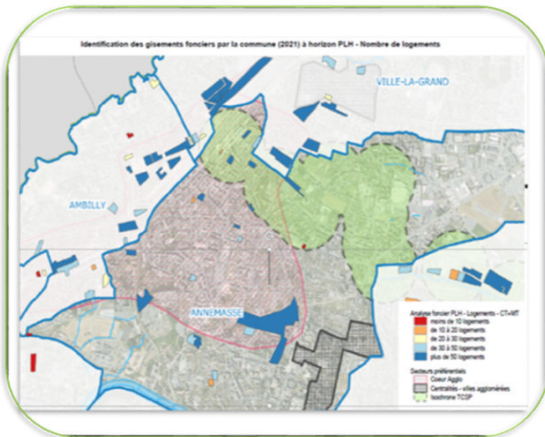 Identification des gisements fonciers par la commune (2021) à horizon PLH - Nombre de logements
VILLE-LA-GRAND
AMBILLY
ANNEMASSE
Analyse foncier PLH - Logements - CT+MT
moins de 10 logements
de 10 à 20 logements
de 20 à 30 logements
de 30 à 50 logements
plus de 50 logements
Secteurs préférentiels
Coeur Agglo
Centralités - villes agglomérées
Isochrone TCSP